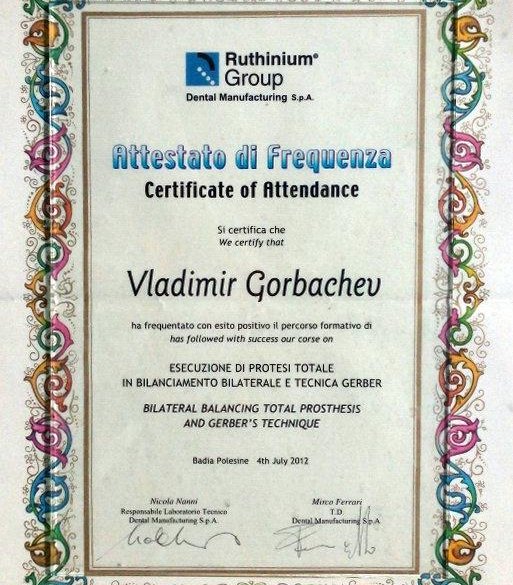 Ruthinium®
Group
Dental Manufacturing S.p.A.
Attestato di Frequenza
Certificate of Attendance
Si certifica che
We certify that
Vladimir Gorbachev
ha frequentato con esito positivo il percorso formativo di
has followed with success our corse on
ESECUZIONE DI PROTESI TOTALE
IN BILANCIAMENTO BILATERALE E TECNICA GERBER
BILATERAL BALANCING TOTAL PROSTHESIS
AND GERBER'S TECHNIQUE
Badia Polesine 4th July 2012
Nicola Nanni
Responsabile Laboratorio Tecnico
Dental Manufacturing S.p.A.
Mirco Ferrari
T.D
Dental Manufacturing S.p.A